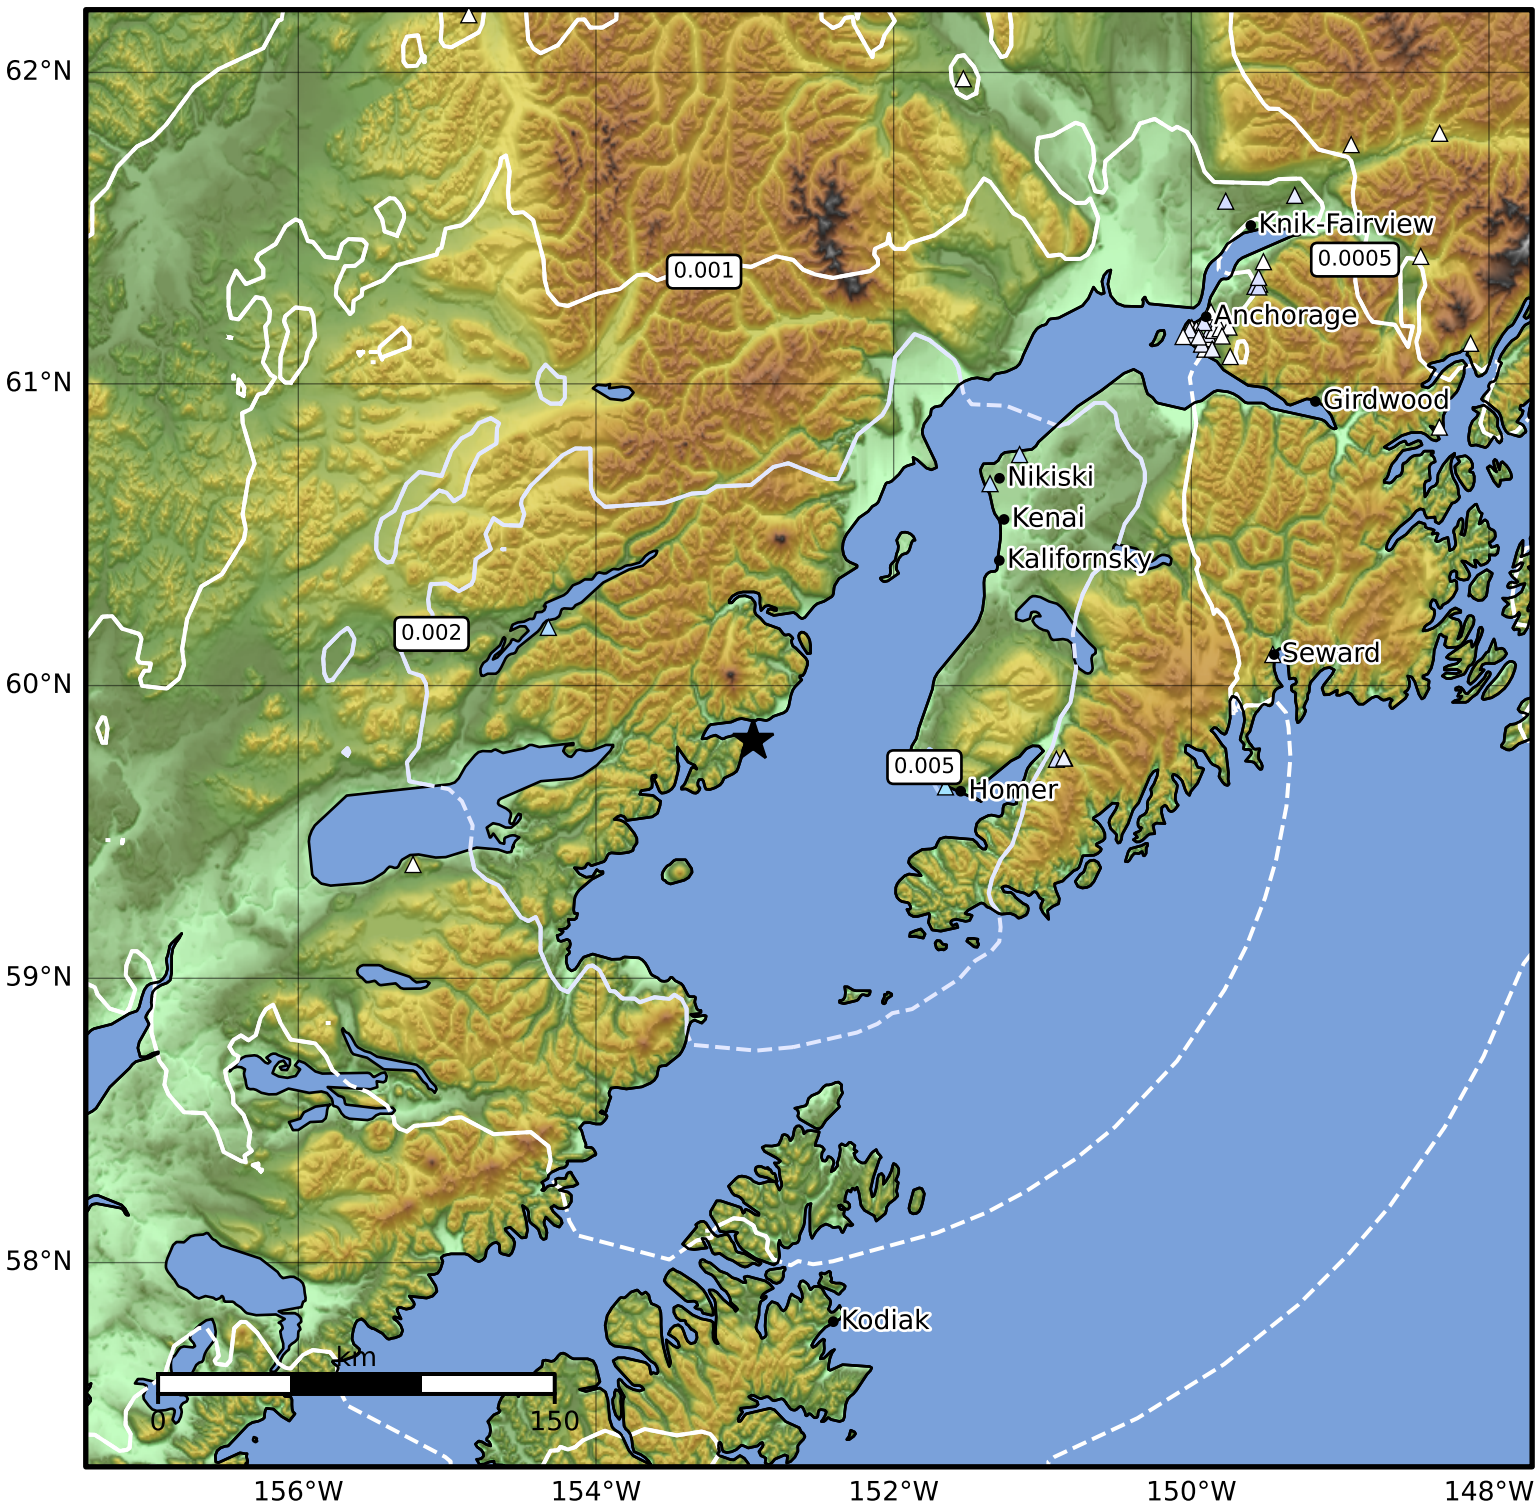 62°N
Knik-Fairview
0.0005
0.001
Anchorage
61°N
Girdwood
Nikiski
Kenai
Kalifornsky
0.002
Seward
60°N
0.005
Homer
59°N
58°N
Kodiak
km
0
150
156°W
154°W
152°W
150°W
148°W